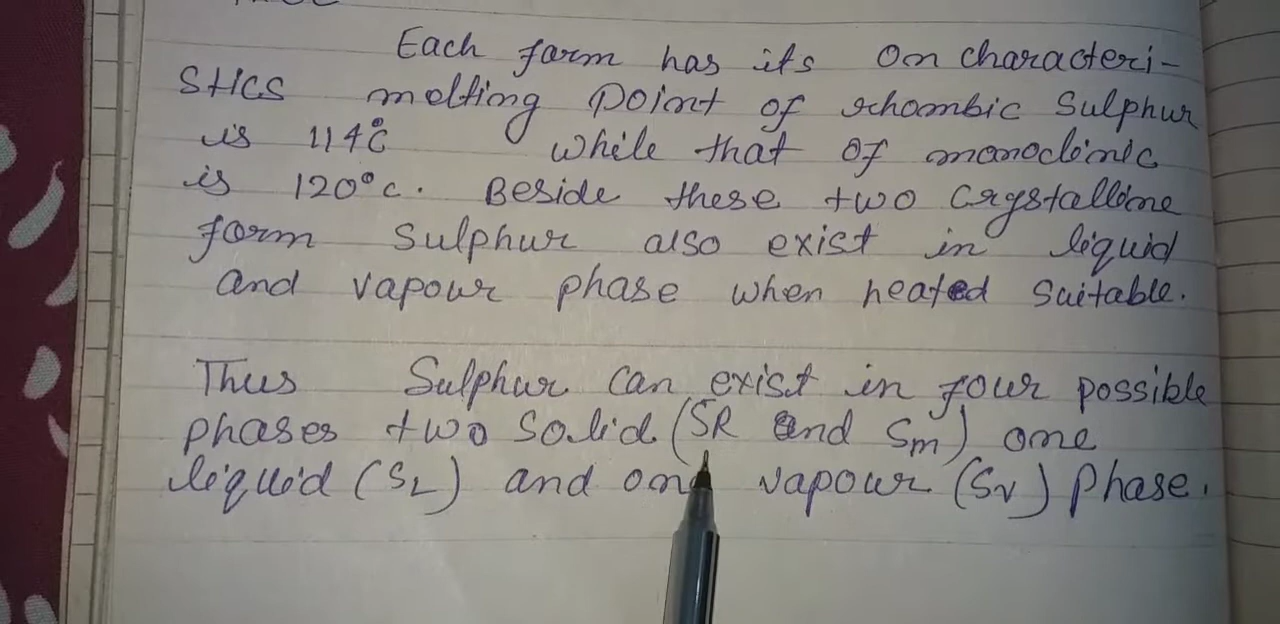 Each form has its on characteri-
stics melting point of rhombic Sulphur
is 114°C while that of monoclinic
is 120°c. Beside these two crystalline
form Sulphur also exist in liquid
and vapour phase when heated suitable.
Thus Sulphur can exist in four possible
phases two solid (SR and Sm) one
liquid (SL) and one vapour (SV) phase.